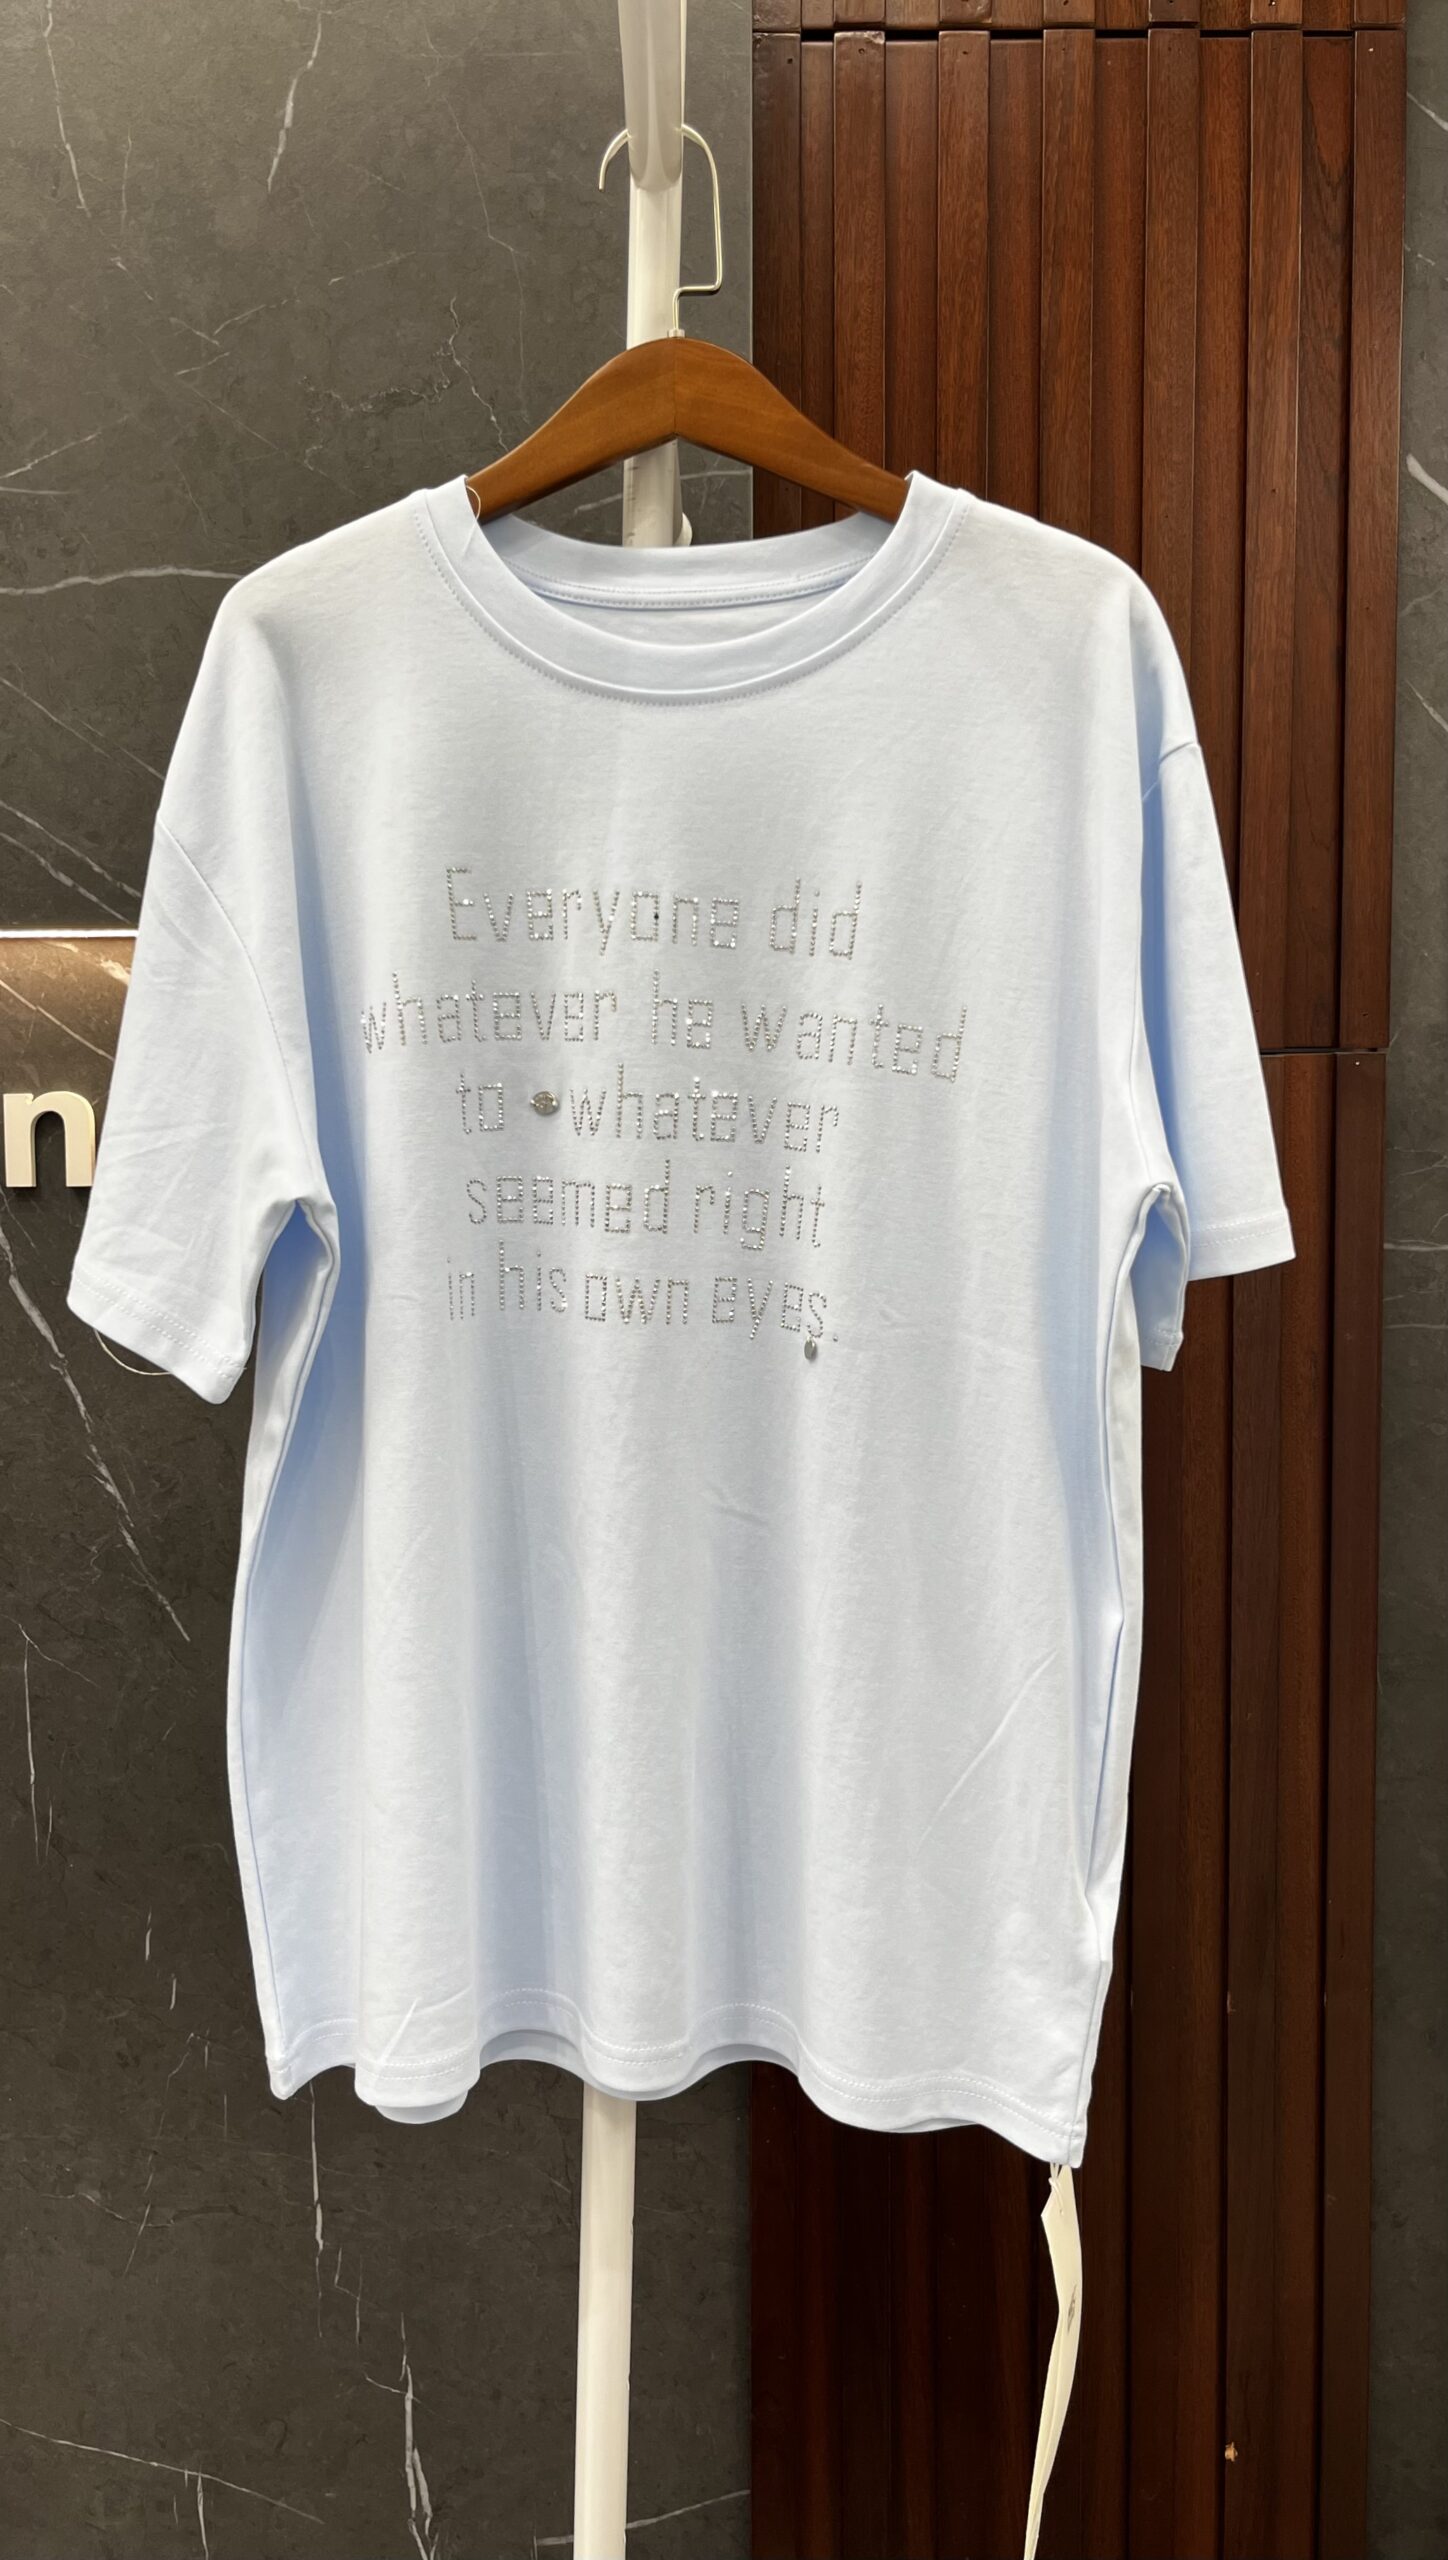 Everyone did
whatever he wanted
to whatever
seemed right
in his own eyes.
n